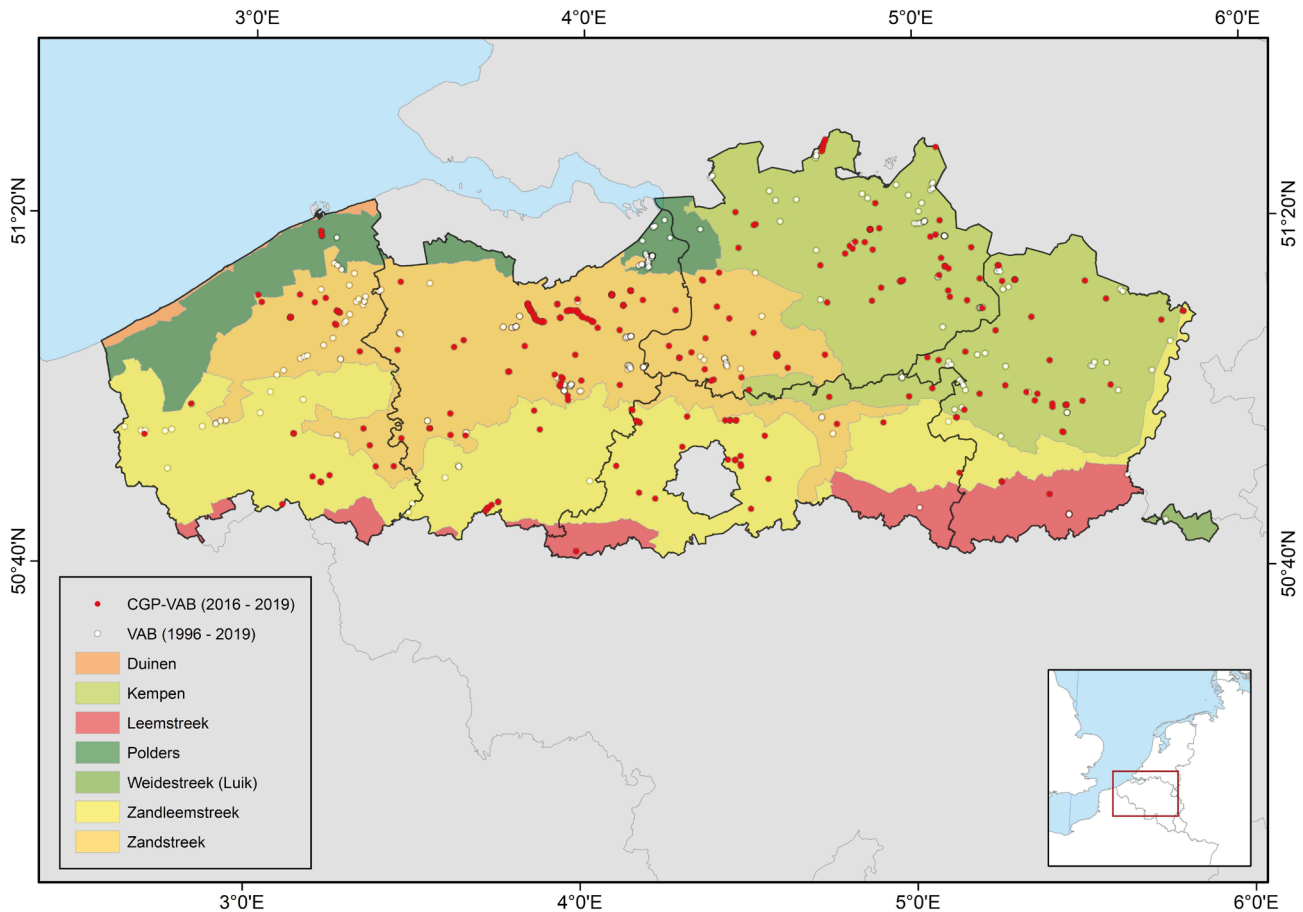 3°0'E 4°0'E 5°0'E 6°0'E
51°20'N
51°20'N
50°40'N
50°40'N
CGP-VAB (2016 - 2019)
VAB (1996 - 2019)
Duinen
Kempen
Leemstreek
Polders
Weidestreek (Luik)
Zandleemstreek
Zandstreek
3°0'E 4°0'E 5°0'E 6°0'E